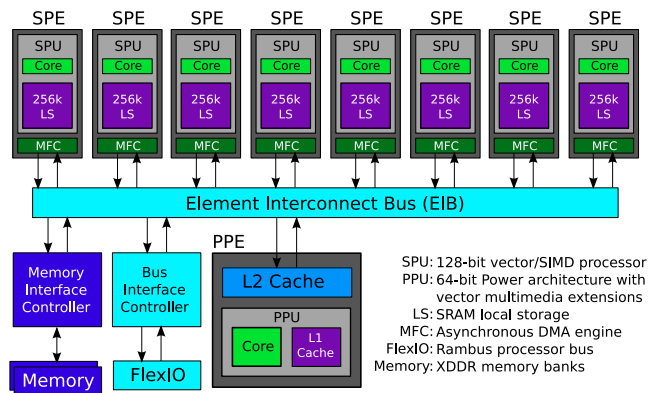 SPE SPE SPE SPE SPE SPE SPE SPE
SPU SPU SPU SPU SPU SPU SPU SPU
Core Core Core Core Core Core Core Core
256k 256k 256k 256k 256k 256k 256k 256k
LS LS LS LS LS LS LS LS
MFC MFC MFC MFC MFC MFC MFC MFC
Element Interconnect Bus (EIB)
Memory
Interface
Controller
Bus
Interface
Controller
PPE
L2 Cache
PPU
Core
L1
Cache
Memory
FlexIO
SPU: 128-bit vector/SIMD processor
PPU: 64-bit Power architecture with
vector multimedia extensions
LS: SRAM local storage
MFC: Asynchronous DMA engine
FlexIO: Rambus processor bus
Memory: XDDR memory banks